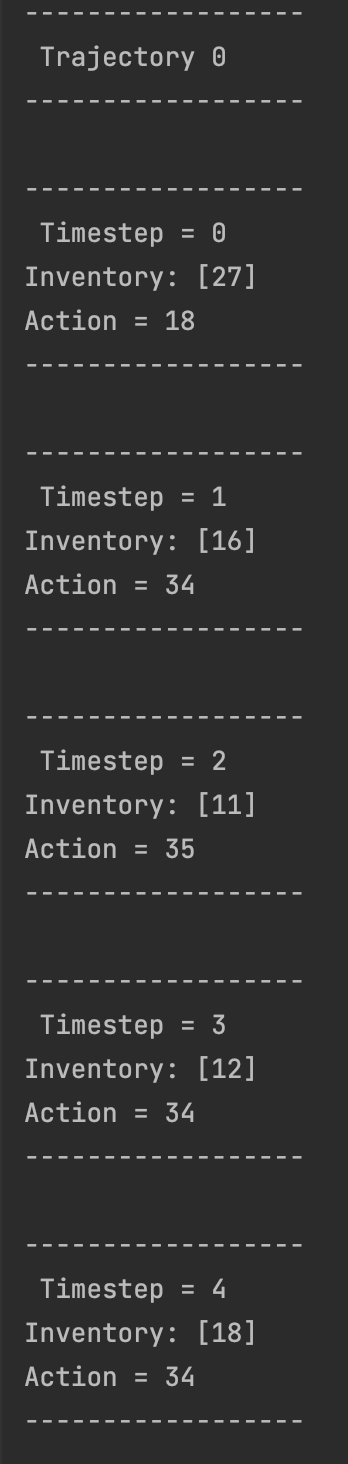 ------------------
 Trajectory 0
------------------
------------------
 Timestep = 0
Inventory: [27]
Action = 18
------------------
------------------
 Timestep = 1
Inventory: [16]
Action = 34
------------------
------------------
 Timestep = 2
Inventory: [11]
Action = 35
------------------
------------------
 Timestep = 3
Inventory: [12]
Action = 34
------------------
------------------
 Timestep = 4
Inventory: [18]
Action = 34
------------------